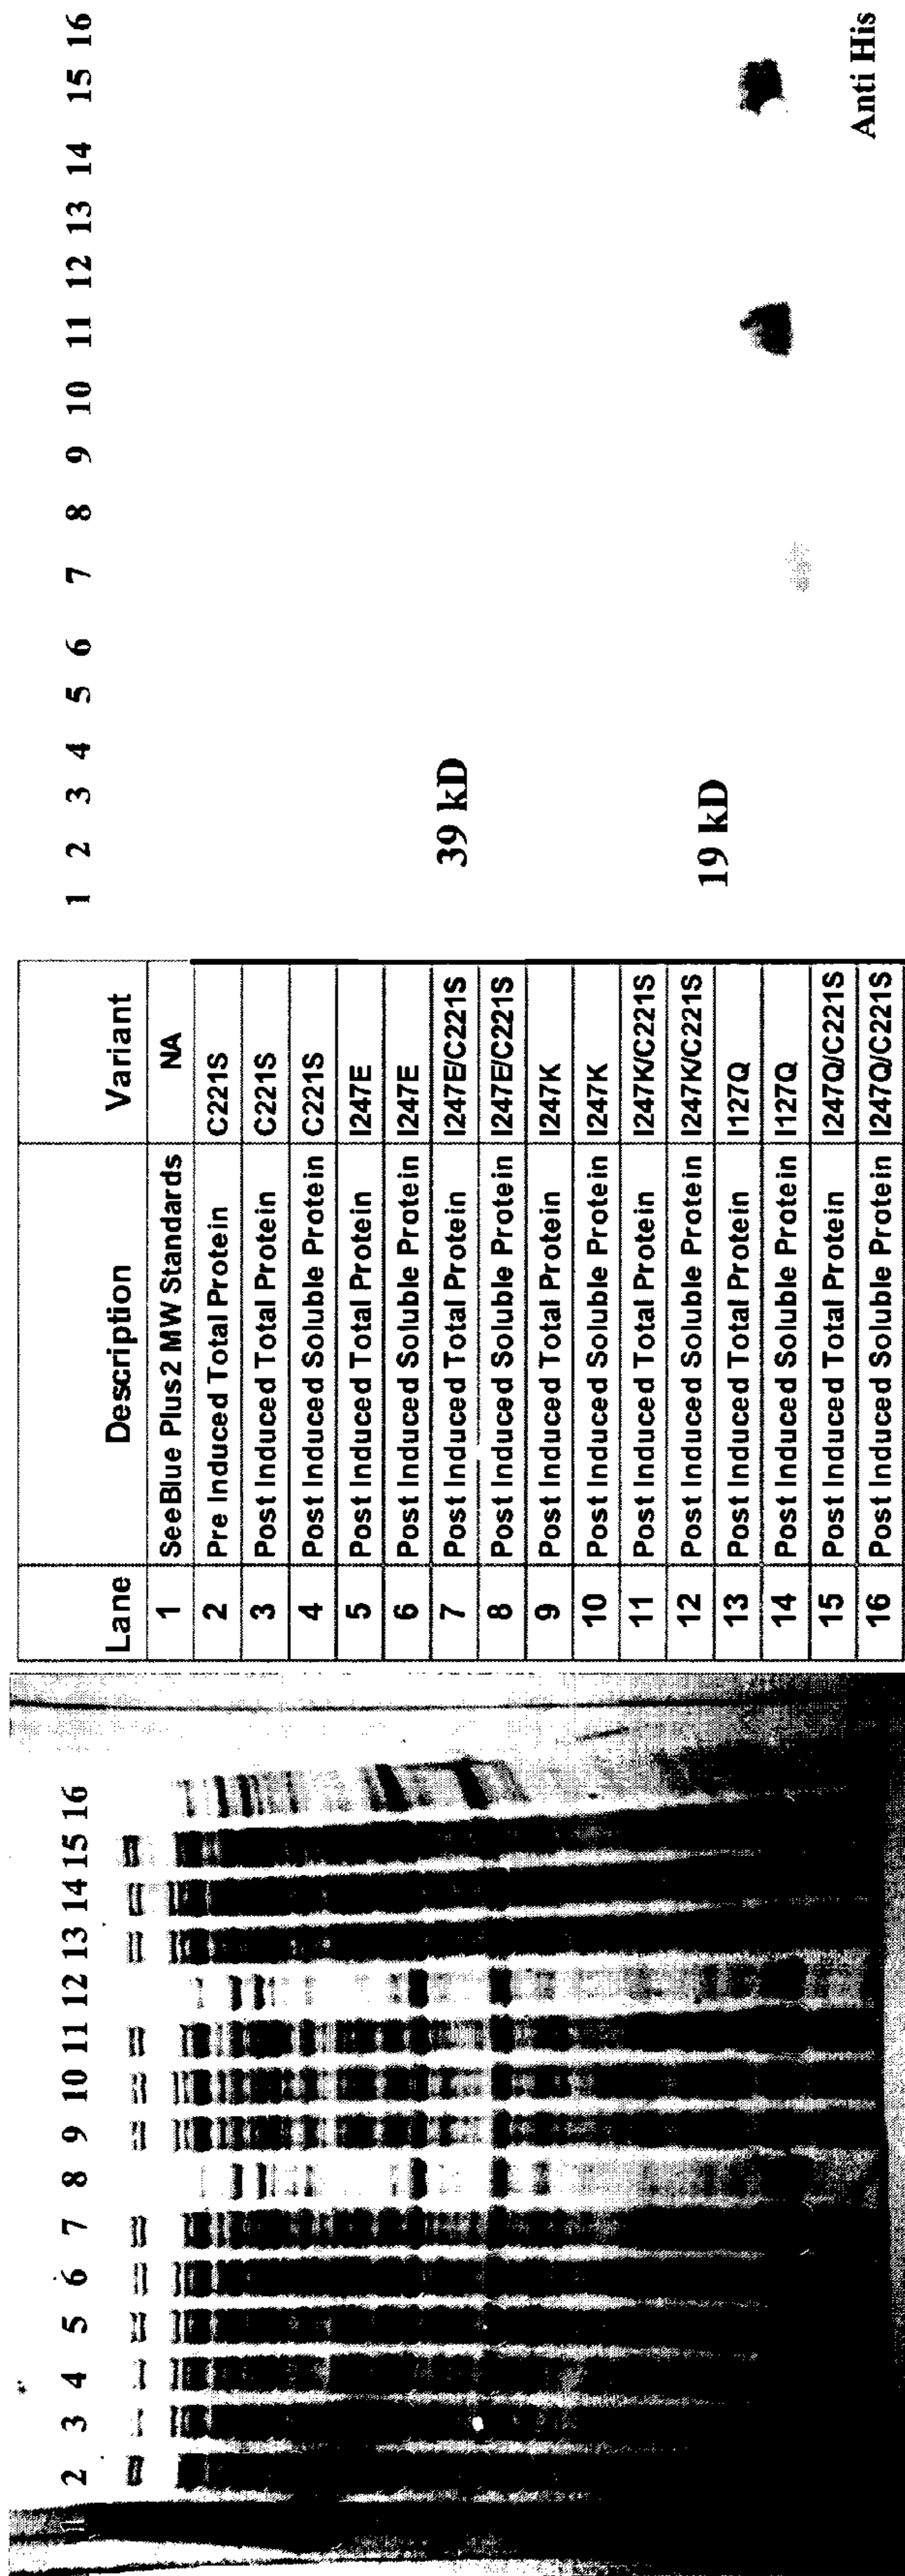 2 3 4 5 6 7 8 9 10 11 12 13 14 15 16
Lane Description Variant
1 SeeBlue Plus2 MW Standards NA
2 Pre Induced Total Protein C221S
3 Post Induced Total Protein C221S
4 Post Induced Soluble Protein C221S
5 Post Induced Total Protein I247E
6 Post Induced Soluble Protein I247E
7 Post Induced Total Protein I247E/C221S
8 Post Induced Soluble Protein I247E/C221S
9 Post Induced Total Protein I247K
10 Post Induced Soluble Protein I247K
11 Post Induced Total Protein I247K/C221S
12 Post Induced Soluble Protein I247K/C221S
13 Post Induced Total Protein I127Q
14 Post Induced Soluble Protein I127Q
15 Post Induced Total Protein I247Q/C221S
16 Post Induced Soluble Protein I247Q/C221S
1 2 3 4 5 6 7 8 9 10 11 12 13 14 15 16
39 kD
19 kD
Anti His